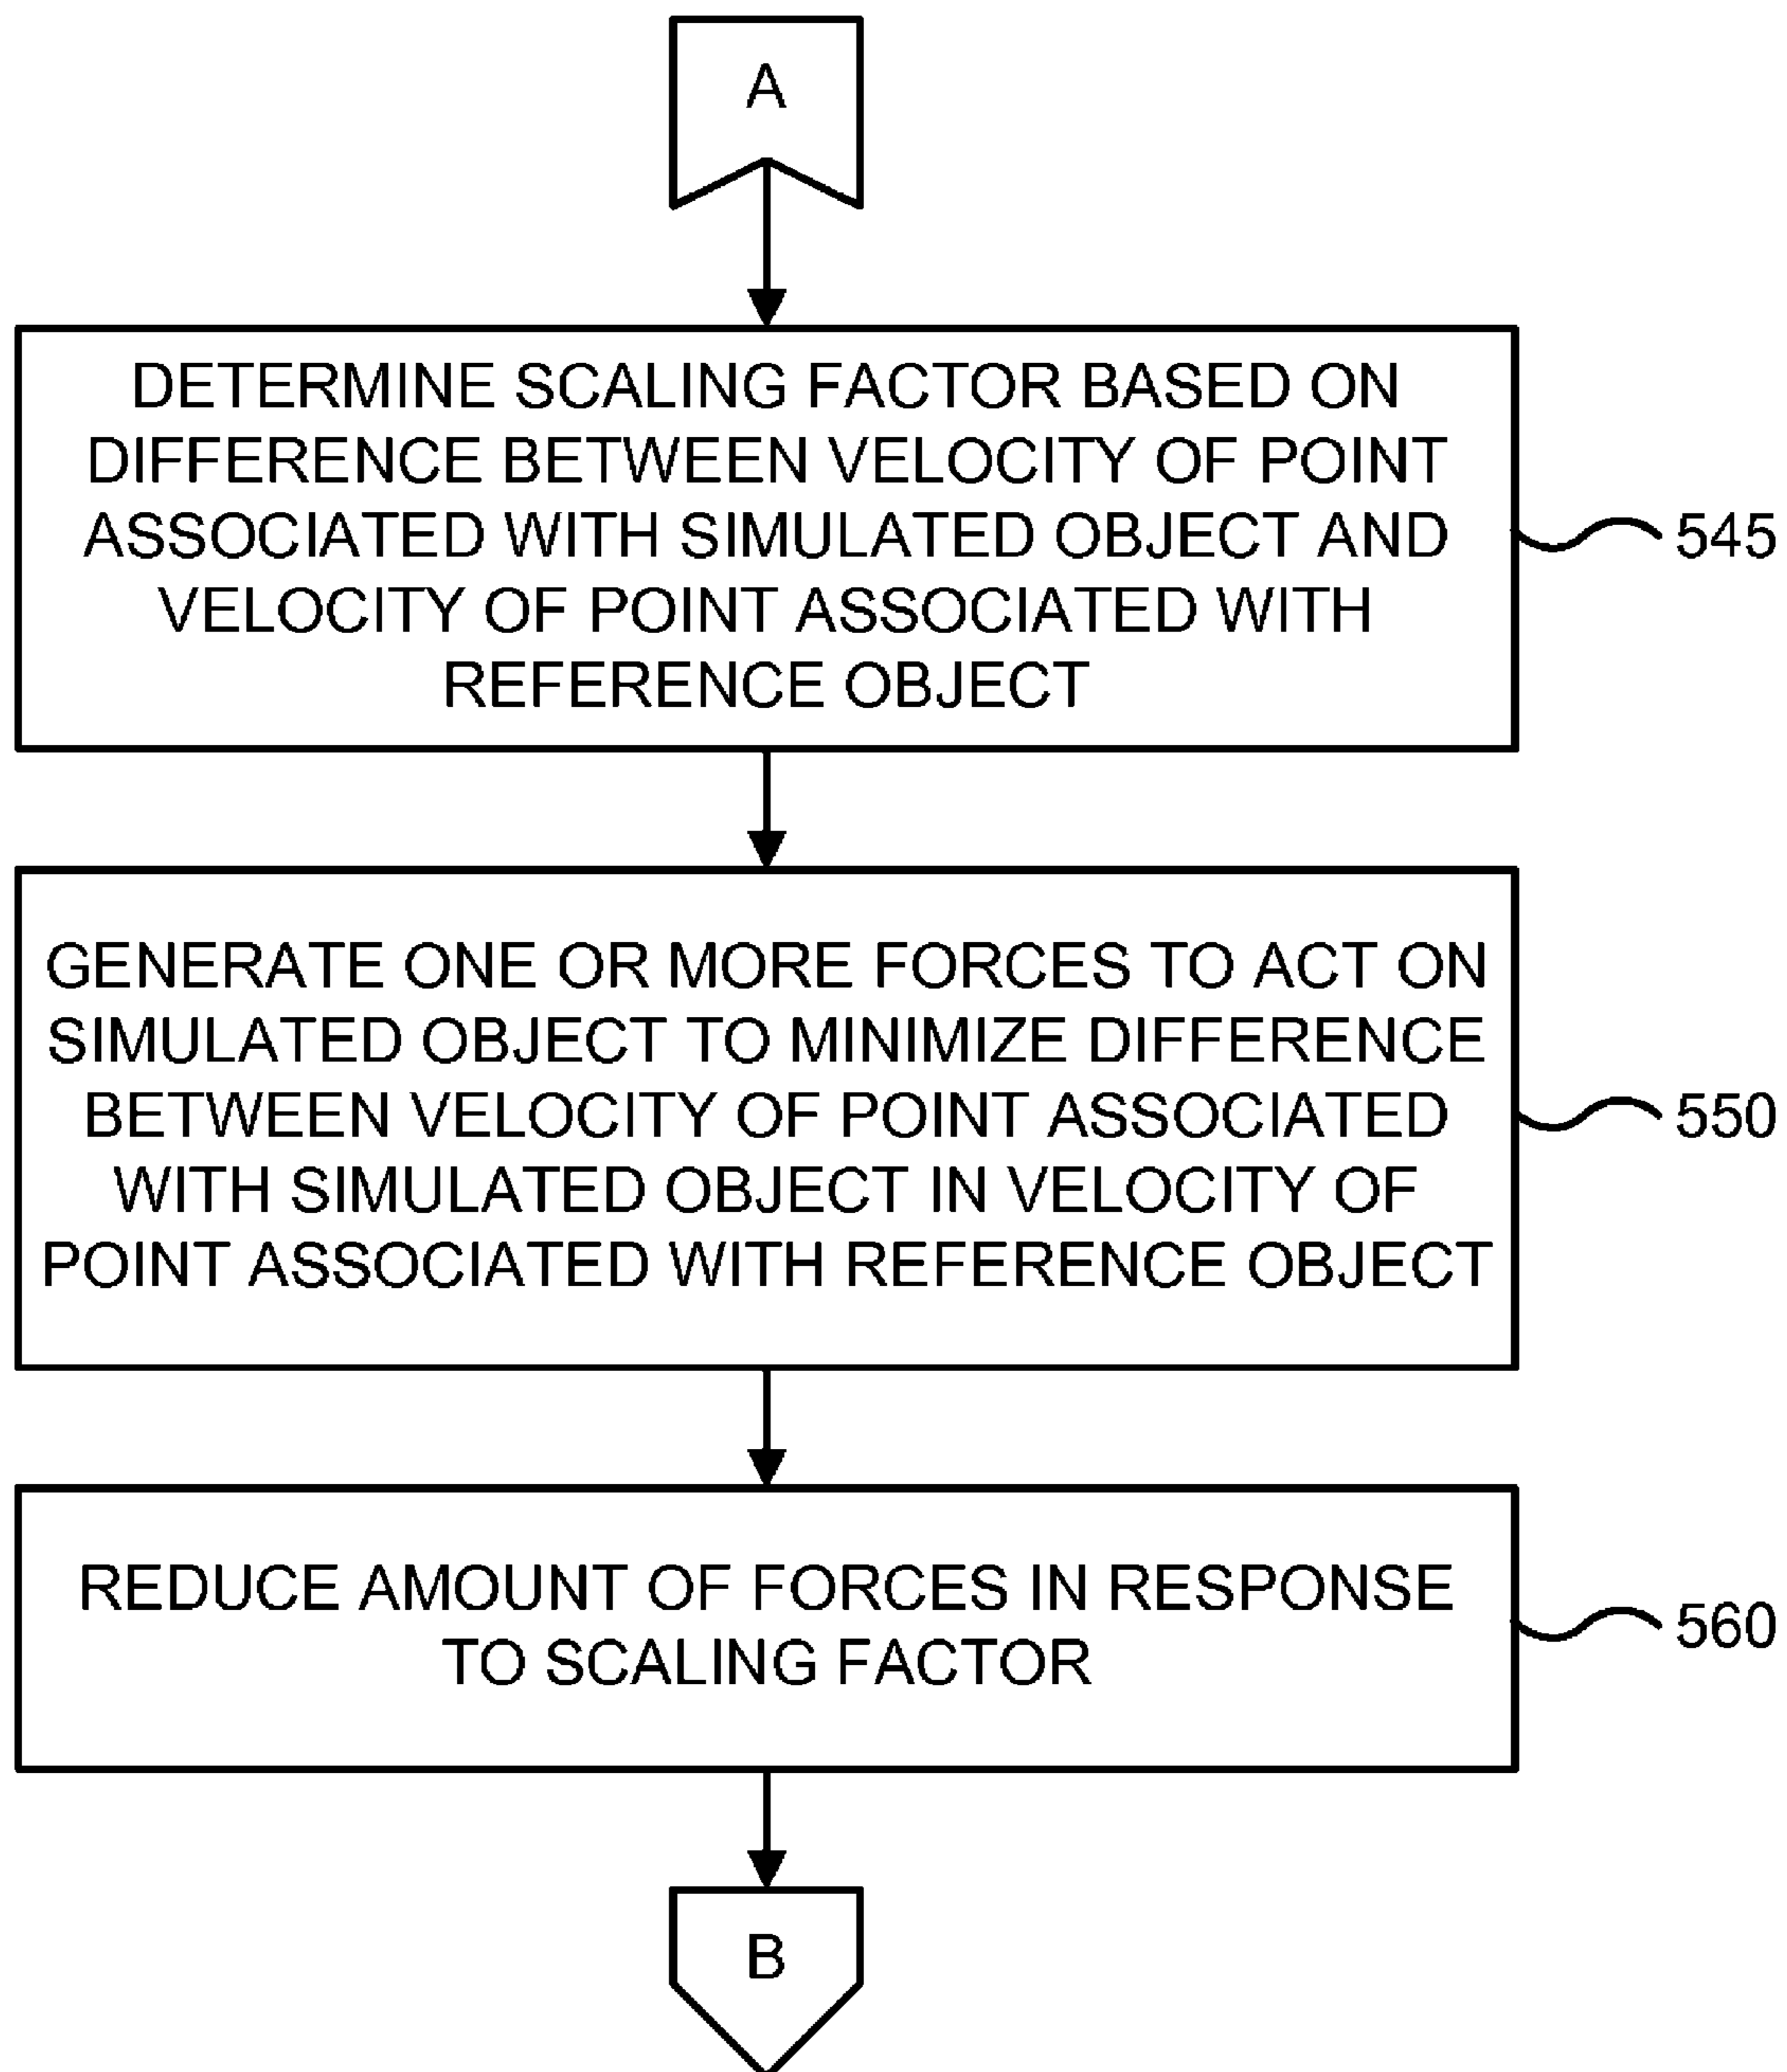 A
DETERMINE SCALING FACTOR BASED ON
DIFFERENCE BETWEEN VELOCITY OF POINT
ASSOCIATED WITH SIMULATED OBJECT AND
VELOCITY OF POINT ASSOCIATED WITH
REFERENCE OBJECT
545
GENERATE ONE OR MORE FORCES TO ACT ON
SIMULATED OBJECT TO MINIMIZE DIFFERENCE
BETWEEN VELOCITY OF POINT ASSOCIATED
WITH SIMULATED OBJECT IN VELOCITY OF
POINT ASSOCIATED WITH REFERENCE OBJECT
550
REDUCE AMOUNT OF FORCES IN RESPONSE
TO SCALING FACTOR
560
B